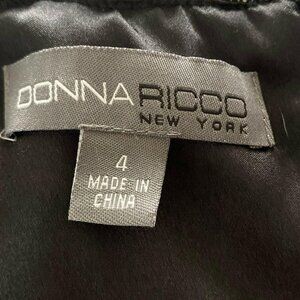 DONNA RICCO
NEW YORK
4
MADE IN
CHINA